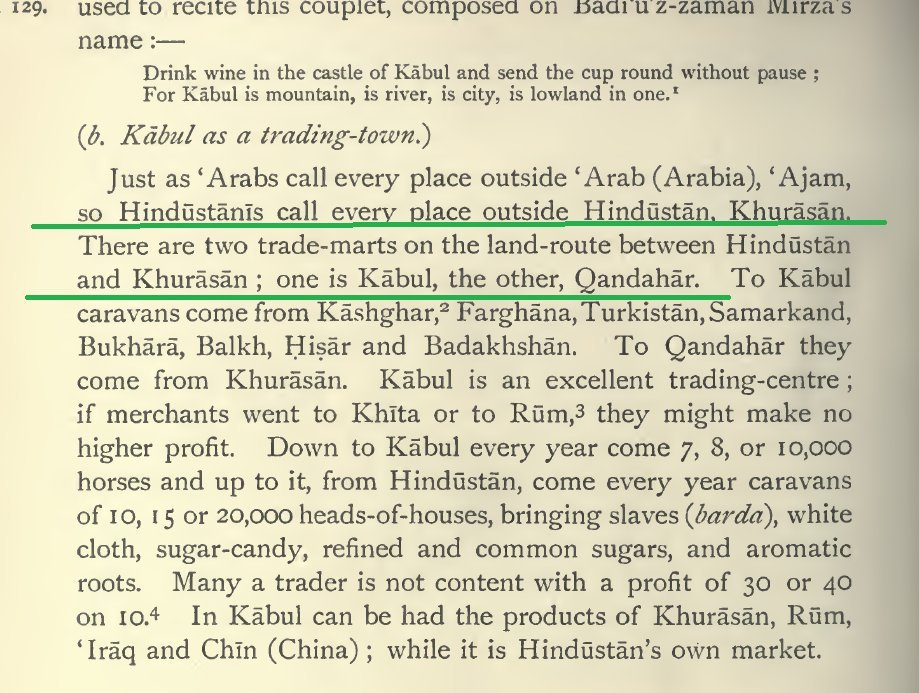 129. used to recite this couplet, composed on Badī‘u’z-zamān Mīrzā’s
name :—
Drink wine in the castle of Kābul and send the cup round without pause ;
For Kābul is mountain, is river, is city, is lowland in one.¹
(b. Kābul as a trading-town.)
Just as ‘Arabs call every place outside ‘Arab (Arabia), ‘Ajam,
so Hindūstānīs call every place outside Hindūstān, Khurāsān.
There are two trade-marts on the land-route between Hindūstān
and Khurāsān ; one is Kābul, the other, Qandahār. To Kābul
caravans come from Kāshghar,² Farghāna, Turkistān, Samarkand,
Bukhārā, Balkh, Ḥiṣār and Badakhshān. To Qandahār they
come from Khurāsān. Kābul is an excellent trading-centre ;
if merchants went to Khīta or to Rūm,³ they might make no
higher profit. Down to Kābul every year come 7, 8, or 10,000
horses and up to it, from Hindūstān, come every year caravans
of 10, 15 or 20,000 heads-of-houses, bringing slaves (barda), white
cloth, sugar-candy, refined and common sugars, and aromatic
roots. Many a trader is not content with a profit of 30 or 40
on 10.⁴ In Kābul can be had the products of Khurāsān, Rūm,
‘Irāq and Chīn (China) ; while it is Hindūstān’s own market.